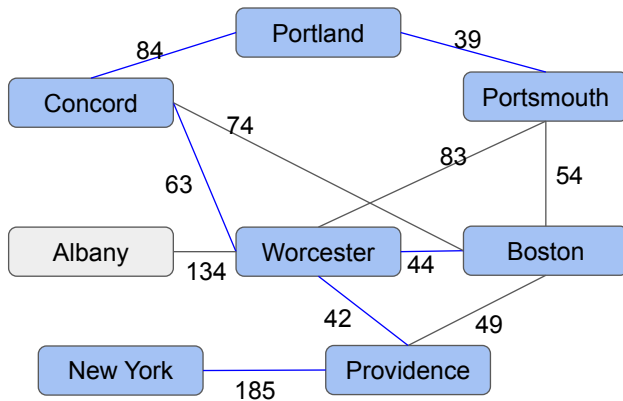 Portland
84
39
Concord
Portsmouth
74
83
63
54
Albany
Worcester
Boston
134
44
42
49
New York
Providence
185